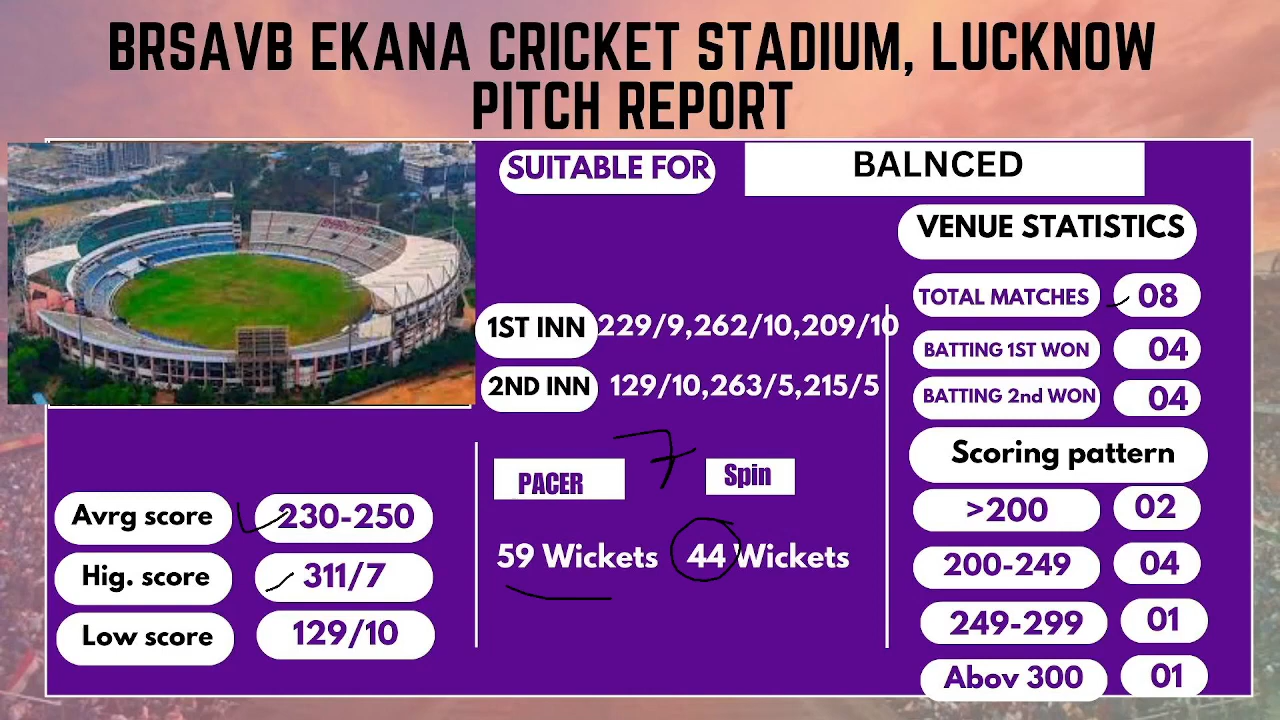 BRSAVB EKANA CRICKET STADIUM, LUCKNOW
PITCH REPORT
SUITABLE FOR
BALNCED
VENUE STATISTICS
TOTAL MATCHES 08
BATTING 1ST WON 04
BATTING 2nd WON 04
1ST INN 229/9,262/10,209/10
2ND INN 129/10,263/5,215/5
7
PACER
Spin
59 Wickets
44 Wickets
Avrg score 230-250
Hig. score 311/7
Low score 129/10
Scoring pattern
>200 02
200-249 04
249-299 01
Abov 300 01